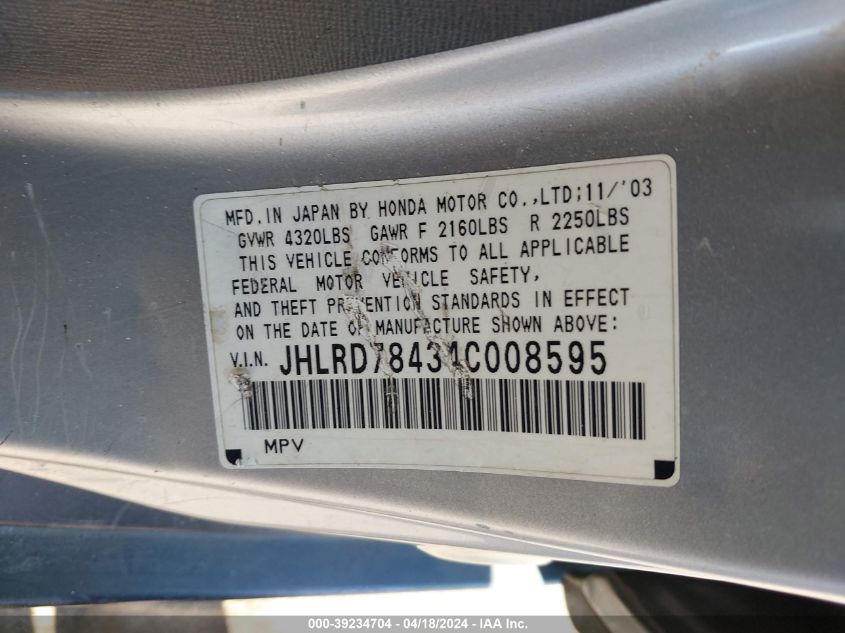 MFD. IN JAPAN BY HONDA MOTOR CO.,LTD;11/'03
GVWR 4320LBS GAWR F 2160LBS R 2250LBS
THIS VEHICLE CONFORMS TO ALL APPLICABLE
FEDERAL MOTOR VEHICLE SAFETY,
AND THEFT PREVENTION STANDARDS IN EFFECT
ON THE DATE OF MANUFACTURE SHOWN ABOVE:
V.I.N. JHLRD78434C008595
MPV
000-39234704 - 04/18/2024 - IAA Inc.